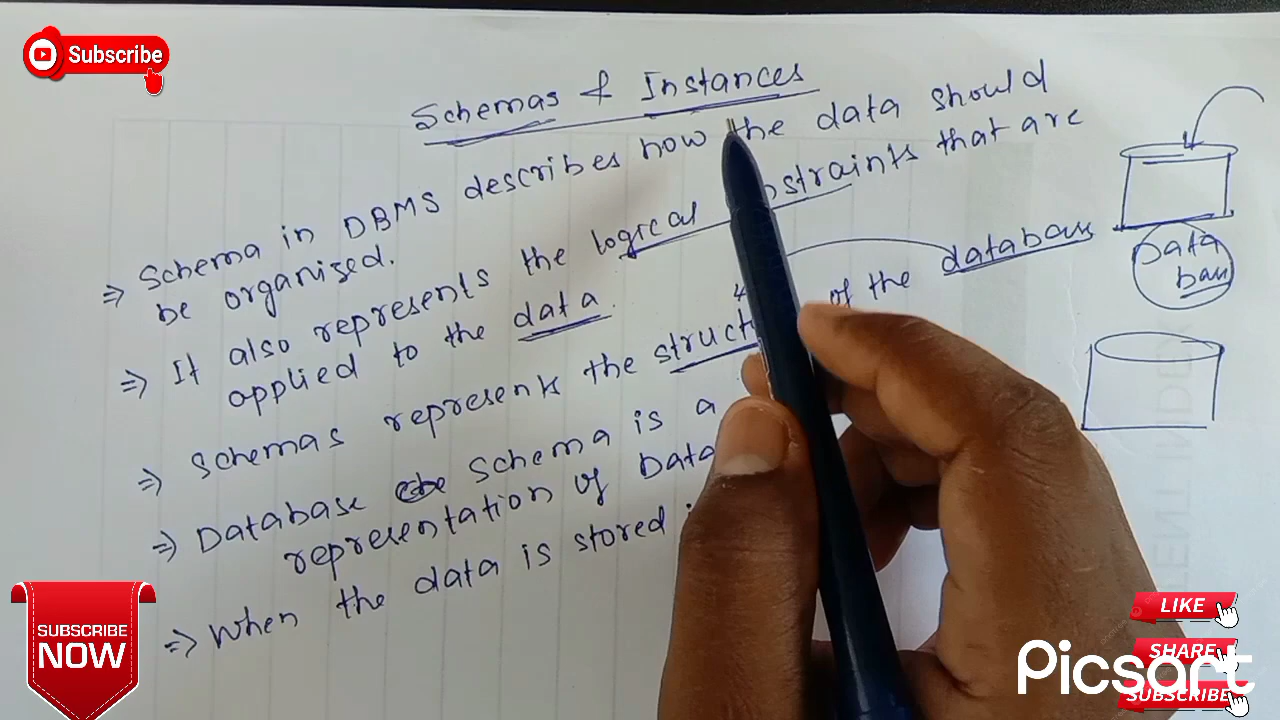 Subscribe
Schemas & Instances
=> Schema in DBMS describes how the data should
be organised.
=> It also represents the logical constraints that are
applied to the data.
=> Schemas represents the of the database
=> Database Schema is a
representation of Data
=> When the data is stored
Data
base
SUBSCRIBE
NOW
LIKE
SHARE
SUBSCRIBE
Picsart